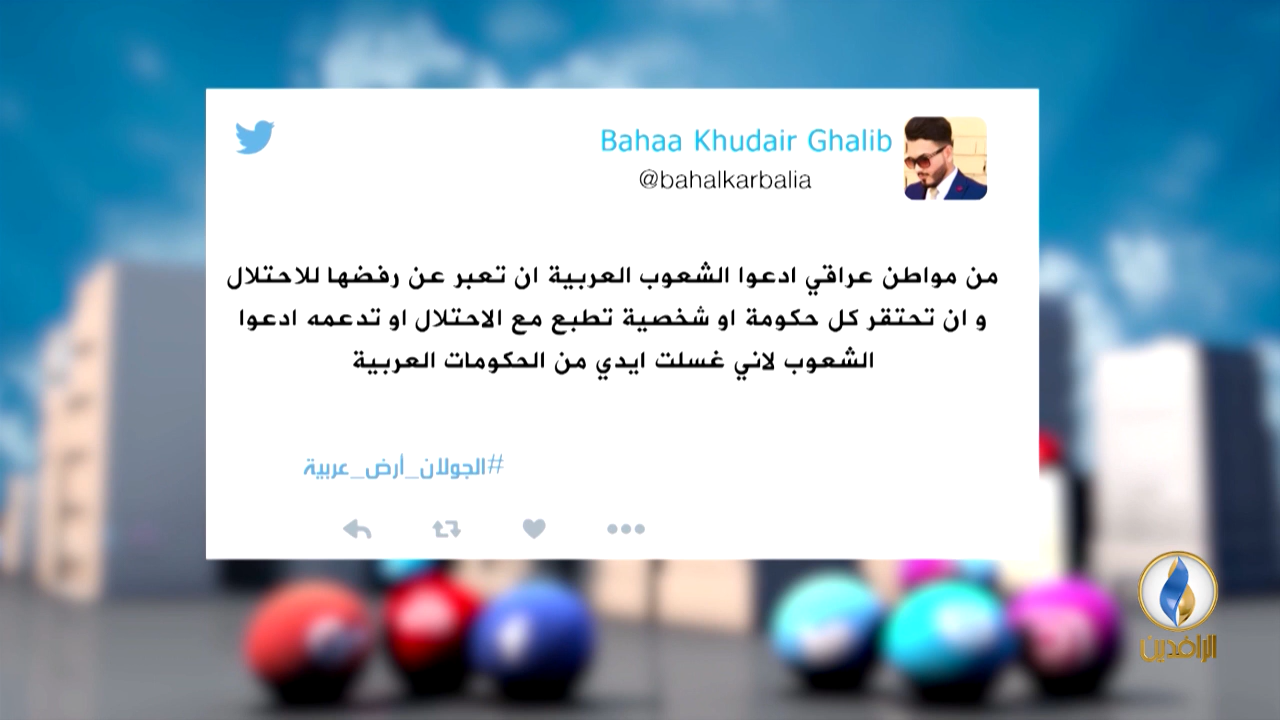 Bahaa Khudair Ghalib
@bahalkarbalia
من مواطن عراقي ادعوا الشعوب العربية ان تعبر عن رفضها للاحتلال
و ان تحتقر كل حكومة او شخصية تطبع مع الاحتلال او تدعمه ادعوا
الشعوب لاني غسلت ايدي من الحكومات العربية
#الجولان_أرض_عربية
الرافدين